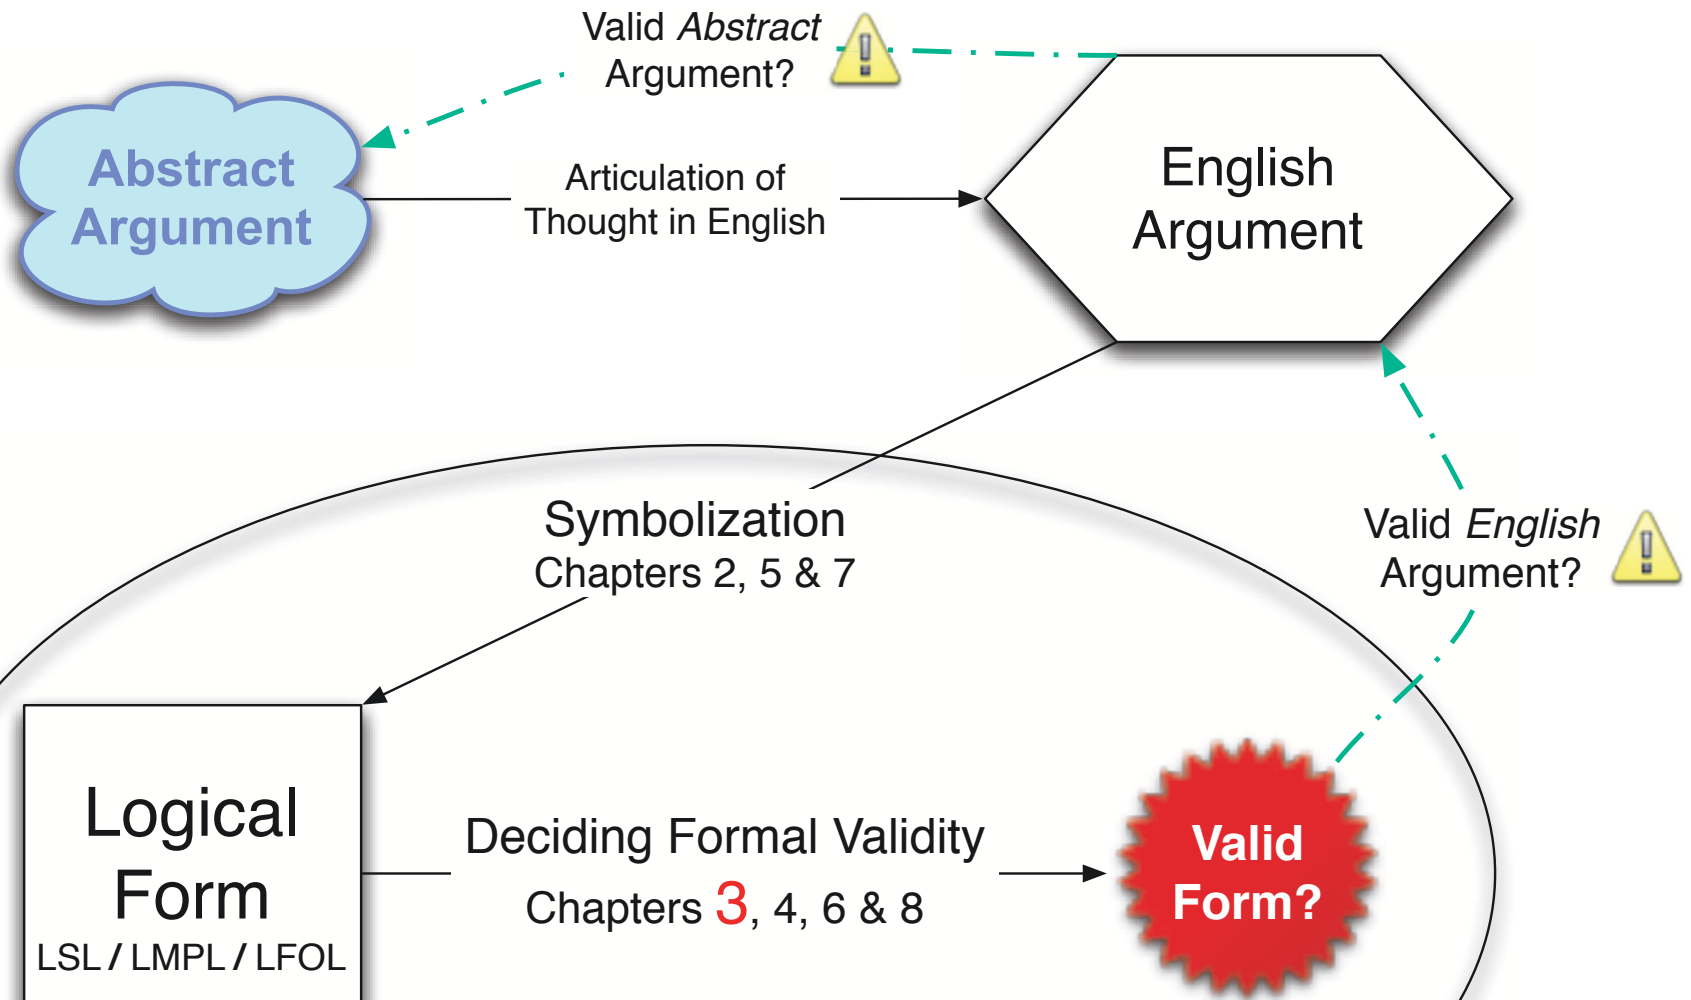 Valid Abstract
Argument?
Abstract
Argument
Articulation of
Thought in English
English
Argument
Symbolization
Chapters 2, 5 & 7
Valid English
Argument?
Logical
Form
LSL / LMPL / LFOL
Deciding Formal Validity
Chapters 3, 4, 6 & 8
Valid
Form?